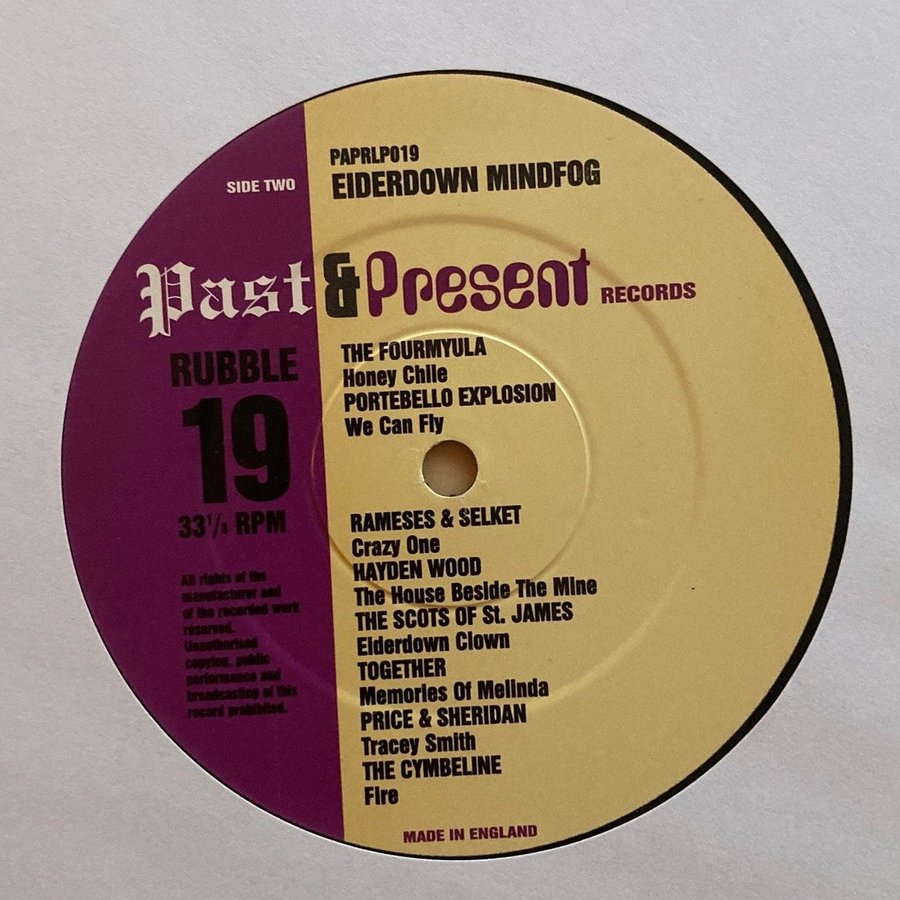 PAPRLP019
SIDE TWO
EIDERDOWN MINDFOG
Past & Present RECORDS
RUBBLE
19
33⅓ RPM
All rights of the
manufacturer and
of the recorded work
reserved.
Unauthorised
copying, public
performance and
broadcasting of this
record prohibited.
THE FOURMYULA
Honey Chile
PORTEBELLO EXPLOSION
We Can Fly
RAMESES & SELKET
Crazy One
HAYDEN WOOD
The House Beside The Mine
THE SCOTS OF St. JAMES
Elderdown Clown
TOGETHER
Memories Of Melinda
PRICE & SHERIDAN
Tracey Smith
THE CYMBELINE
Fire
MADE IN ENGLAND